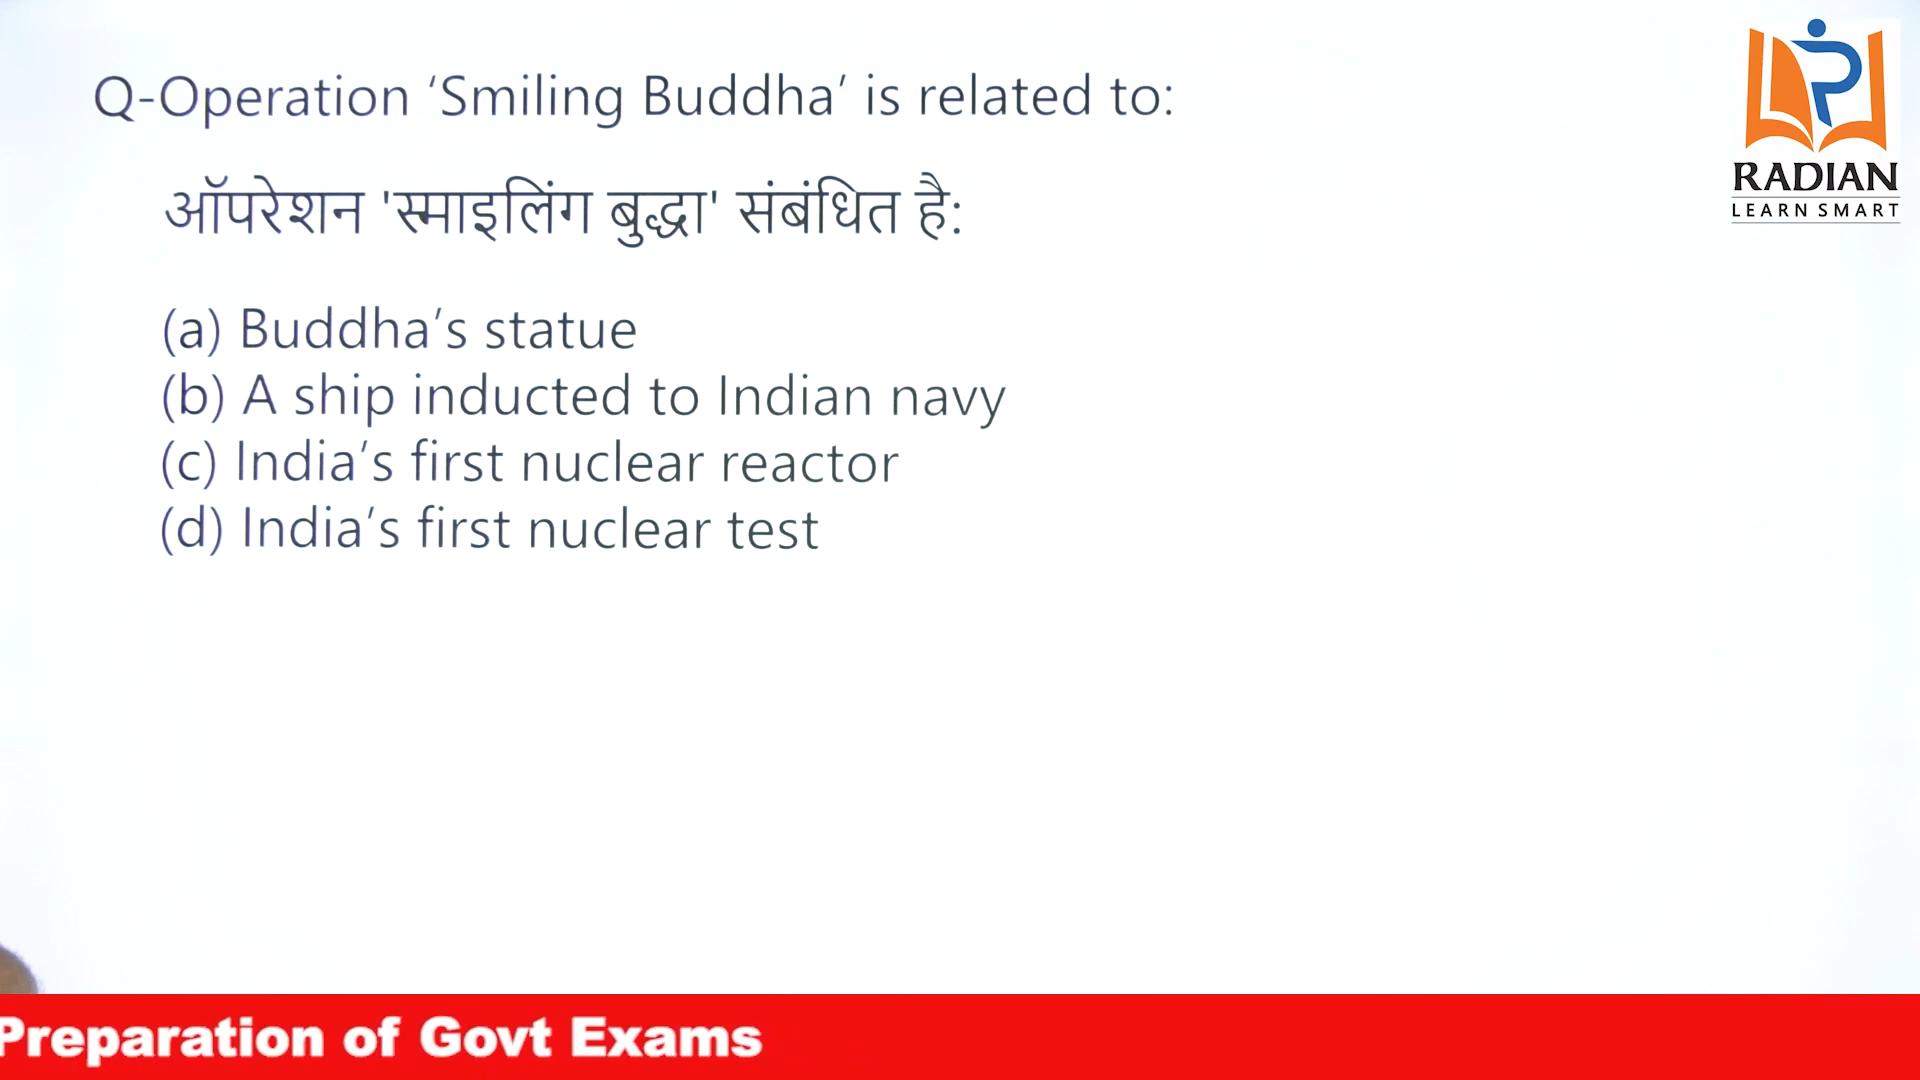 Q-Operation ‘Smiling Buddha’ is related to:
ऑपरेशन 'स्माइलिंग बुद्धा' संबंधित है:
(a) Buddha’s statue
(b) A ship inducted to Indian navy
(c) India’s first nuclear reactor
(d) India’s first nuclear test
RADIAN
LEARN SMART
Preparation of Govt Exams